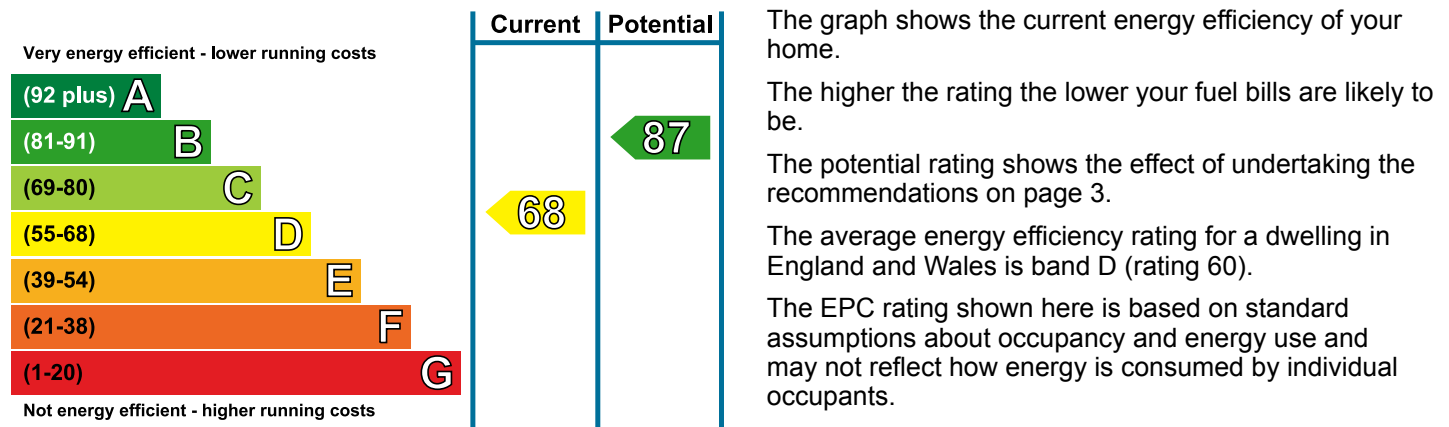 Current Potential
Very energy efficient - lower running costs
(92 plus) A
(81-91) B
87
(69-80) C
68
(55-68) D
(39-54) E
(21-38) F
(1-20) G
Not energy efficient - higher running costs
The graph shows the current energy efficiency of your
home.
The higher the rating the lower your fuel bills are likely to
be.
The potential rating shows the effect of undertaking the
recommendations on page 3.
The average energy efficiency rating for a dwelling in
England and Wales is band D (rating 60).
The EPC rating shown here is based on standard
assumptions about occupancy and energy use and
may not reflect how energy is consumed by individual
occupants.